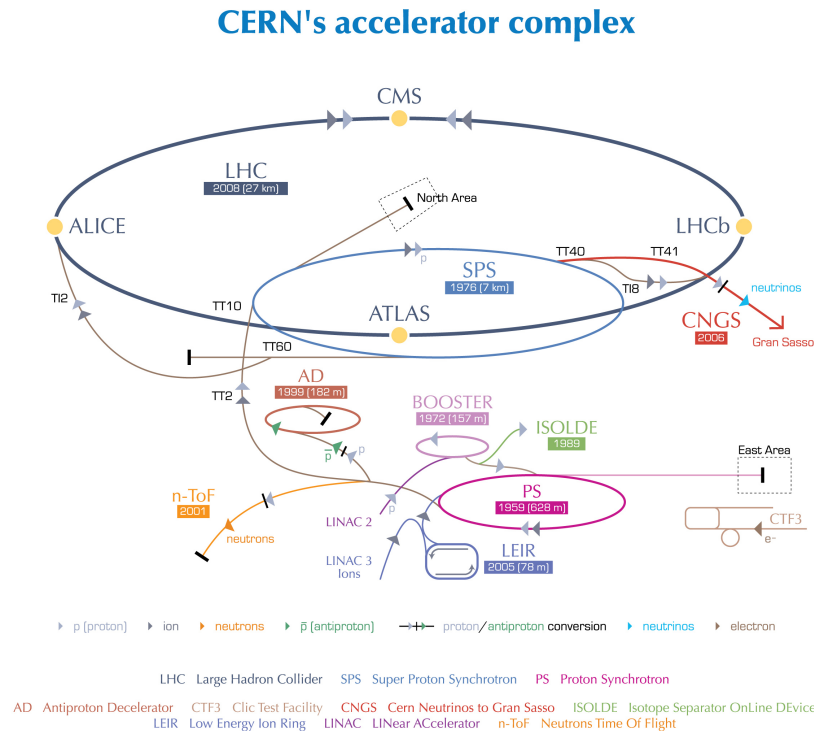 CERN's accelerator complex
CMS
LHC
2008 (27 km)
North Area
ALICE
LHCb
TT40
TT41
p
SPS
1976 (7 km)
TI8
neutrinos
TI2
TT10
ATLAS
CNGS
2006
Gran Sasso
TT60
AD
1999 (182 m)
TT2
BOOSTER
1972 (157 m)
ISOLDE
1989
p̅
p
East Area
n-ToF
2001
PS
1959 (628 m)
p
LINAC 2
neutrons
CTF3
e-
LINAC 3
Ions
LEIR
2005 (78 m)
p (proton) ion neutrons p̅ (antiproton) proton/antiproton conversion neutrinos electron
LHC Large Hadron Collider SPS Super Proton Synchrotron PS Proton Synchrotron
AD Antiproton Decelerator CTF3 Clic Test Facility CNGS Cern Neutrinos to Gran Sasso ISOLDE Isotope Separator OnLine DEvice
LEIR Low Energy Ion Ring LINAC LINear ACcelerator n-ToF Neutrons Time Of Flight